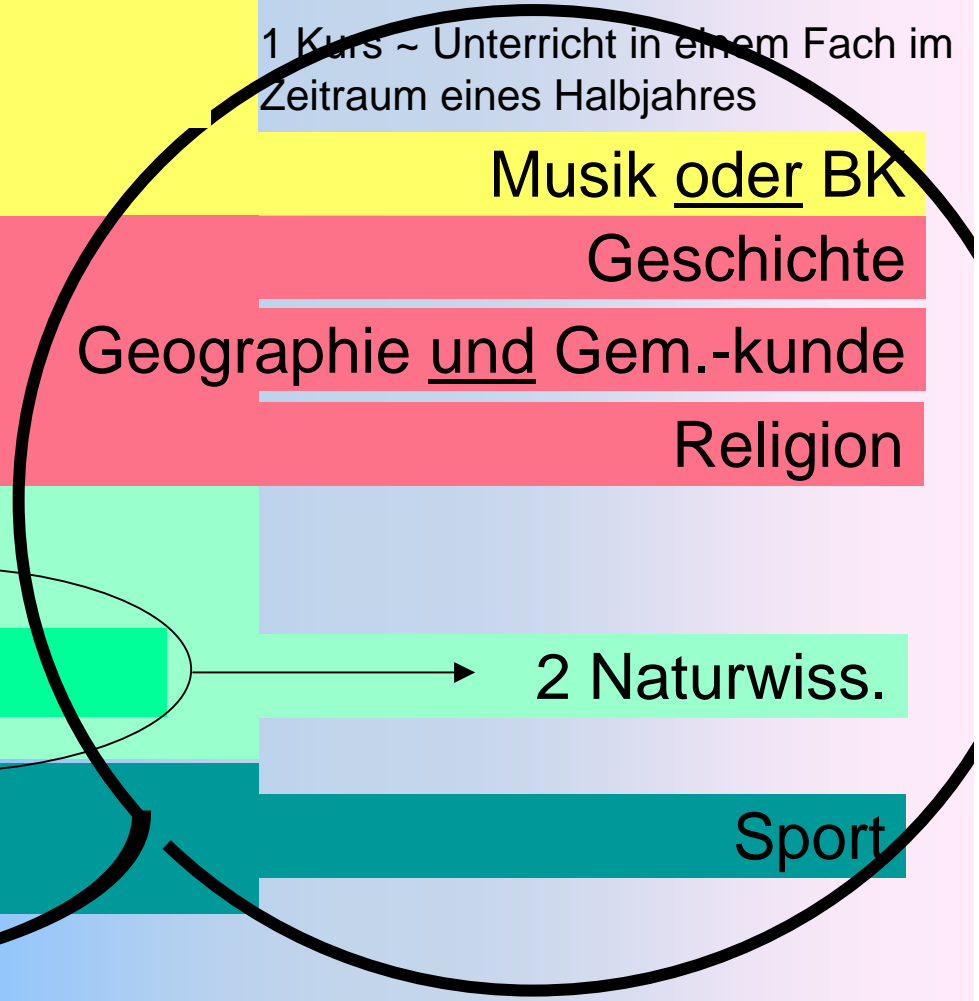 1 Kurs ~ Unterricht in einem Fach im
Zeitraum eines Halbjahres
Musik oder BK
Geschichte
Geographie und Gem.-kunde
Religion
2 Naturwiss.
Sport